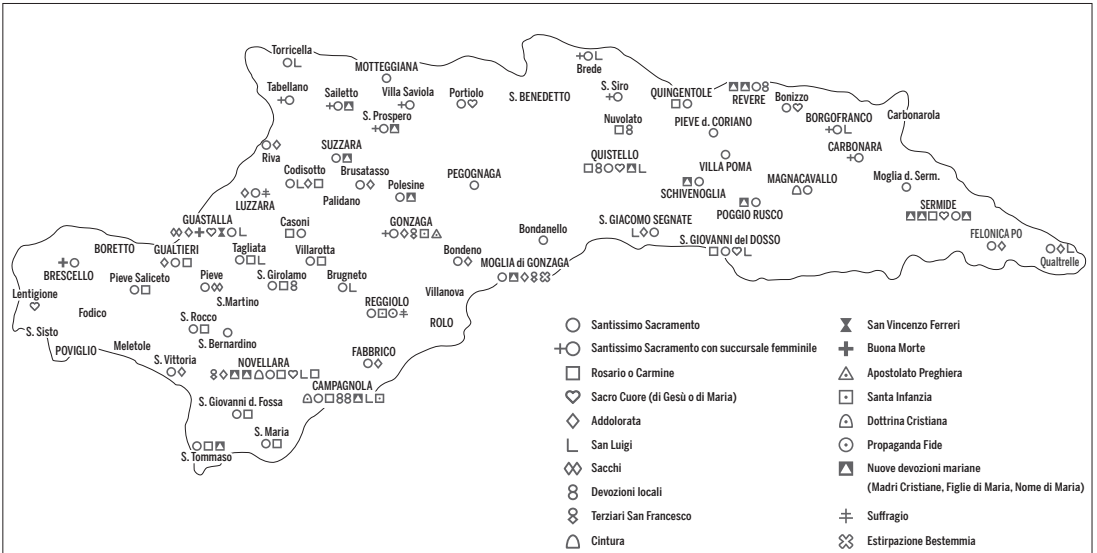 Torricella
MOTTEGGIANA
Brede
Tabellano
Sailetto
Villa Saviola
Portiolo
S. BENEDETTO
S. Siro
QUINGENTOLE
REVERE
Bonizzo
S. Prospero
Nuvolato
PIEVE d. CORIANO
BORGOFRANCO
Carbonarola
Riva
SUZZARA
CARBONARA
Codisotto
Brusatasso
QUISTELLO
VILLA POMA
LUZZARA
Palidano
Polesine
PEGOGNAGA
SCHIVENOGLIA
MAGNACAVALLO
Moglia d. Serm.
POGGIO RUSCO
SERMIDE
GUASTALLA
Casoni
GONZAGA
Bondanello
S. GIACOMO SEGNATE
FELONICA PO
BORETTO
GUALTIERI
Tagliata
Villarotta
Bondeno
S. GIOVANNI del DOSSO
Qualtrelle
BRESCELLO
Pieve Saliceto
Pieve
S. Girolamo
Brugneto
MOGLIA di GONZAGA
Lentigione
S.Martino
REGGIOLO
Villanova
Fodico
S. Rocco
ROLO
S. Sisto
S. Bernardino
POVIGLIO
Meletole
S. Vittoria
NOVELLARA
FABBRICO
CAMPAGNOLA
S. Giovanni d. Fossa
S. Maria
S. Tommaso
Santissimo Sacramento
Santissimo Sacramento con succursale femminile
Rosario o Carmine
Sacro Cuore (di Gesù o di Maria)
Addolorata
San Luigi
Sacchi
Devozioni locali
Terziari San Francesco
Cintura
San Vincenzo Ferreri
Buona Morte
Apostolato Preghiera
Santa Infanzia
Dottrina Cristiana
Propaganda Fide
Nuove devozioni mariane
(Madri Cristiane, Figlie di Maria, Nome di Maria)
Suffragio
Estirpazione Bestemmia